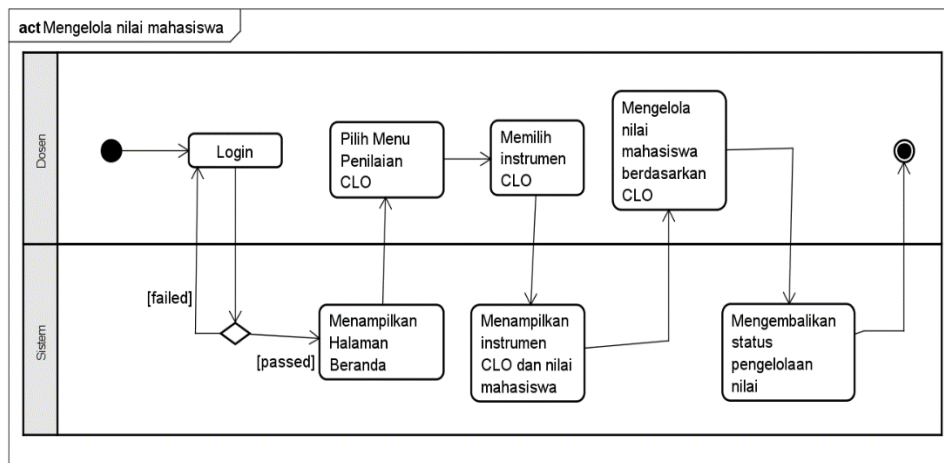 act Mengelola nilai mahasiswa
Dosen
Login
Pilih Menu
Penilaian
CLO
Memilih
instrumen
CLO
Mengelola
nilai
mahasiswa
berdasarkan
CLO
Sistem
[failed]
[passed]
Menampilkan
Halaman
Beranda
Menampilkan
instrumen
CLO dan nilai
mahasiswa
Mengembalikan
status
pengelolaan
nilai